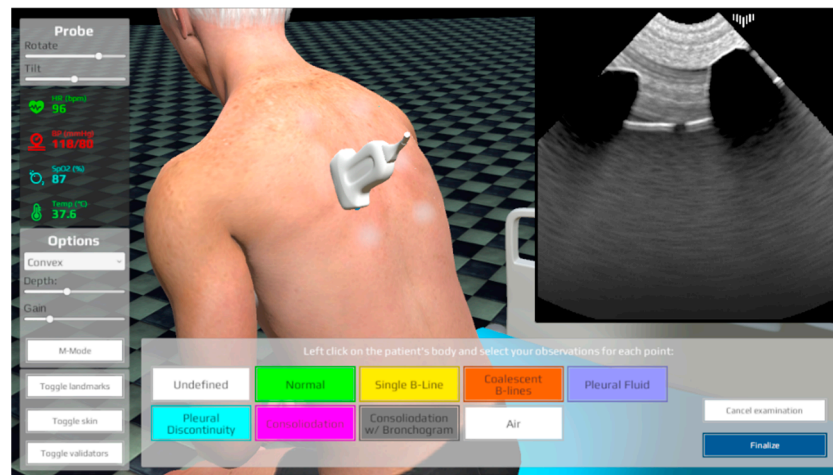 Probe
Rotate
Tilt
HR (bpm)
96
BP (mmHg)
118/80
SpO2 (%)
87
Temp (°C)
37.6
Options
Convex
Depth:
Gain
M-Mode
Toggle landmarks
Toggle skin
Toggle validators
Left click on the patient's body and select your observations for each point:
Undefined
Normal
Single B-Line
Coalescent
B-lines
Pleural Fluid
Pleural
Discontinuity
Consoliodation
Consoliodation
w/ Bronchogram
Air
Cancel examination
Finalize